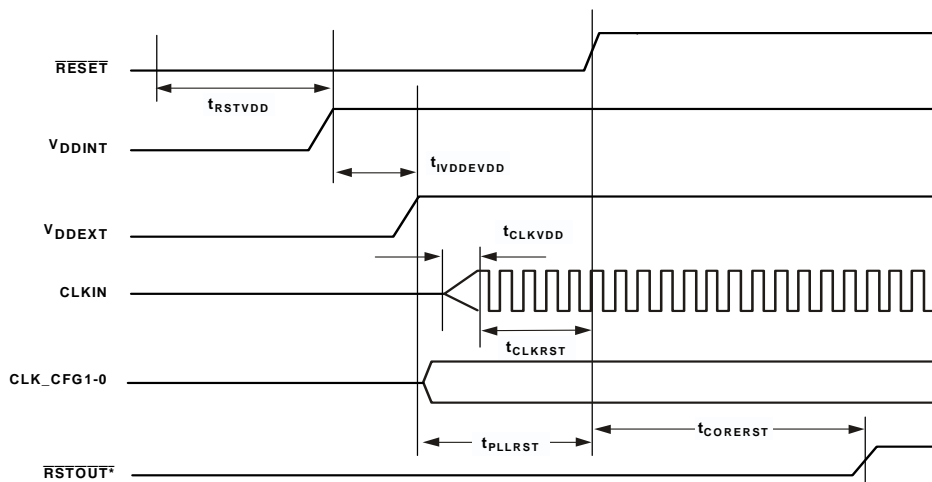 RESET
tRSTVDD
VDDINT
tIVDDEVDD
VDDEXT
tCLKVDD
CLKIN
tCLKRST
CLK_CFG1-0
tCORERST
tPLLRST
RSTOUT*